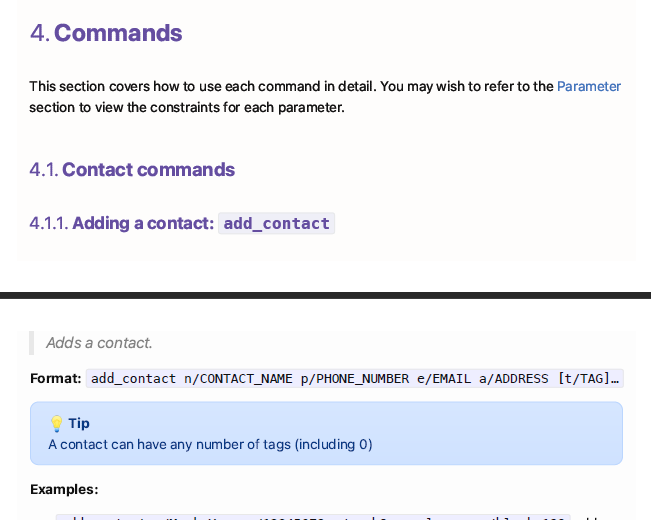 4. Commands
This section covers how to use each command in detail. You may wish to refer to the Parameter
section to view the constraints for each parameter.
4.1. Contact commands
4.1.1. Adding a contact: add_contact
Adds a contact.
Format: add_contact n/CONTACT_NAME p/PHONE_NUMBER e/EMAIL a/ADDRESS [t/TAG]…
💡 Tip
A contact can have any number of tags (including 0)
Examples: